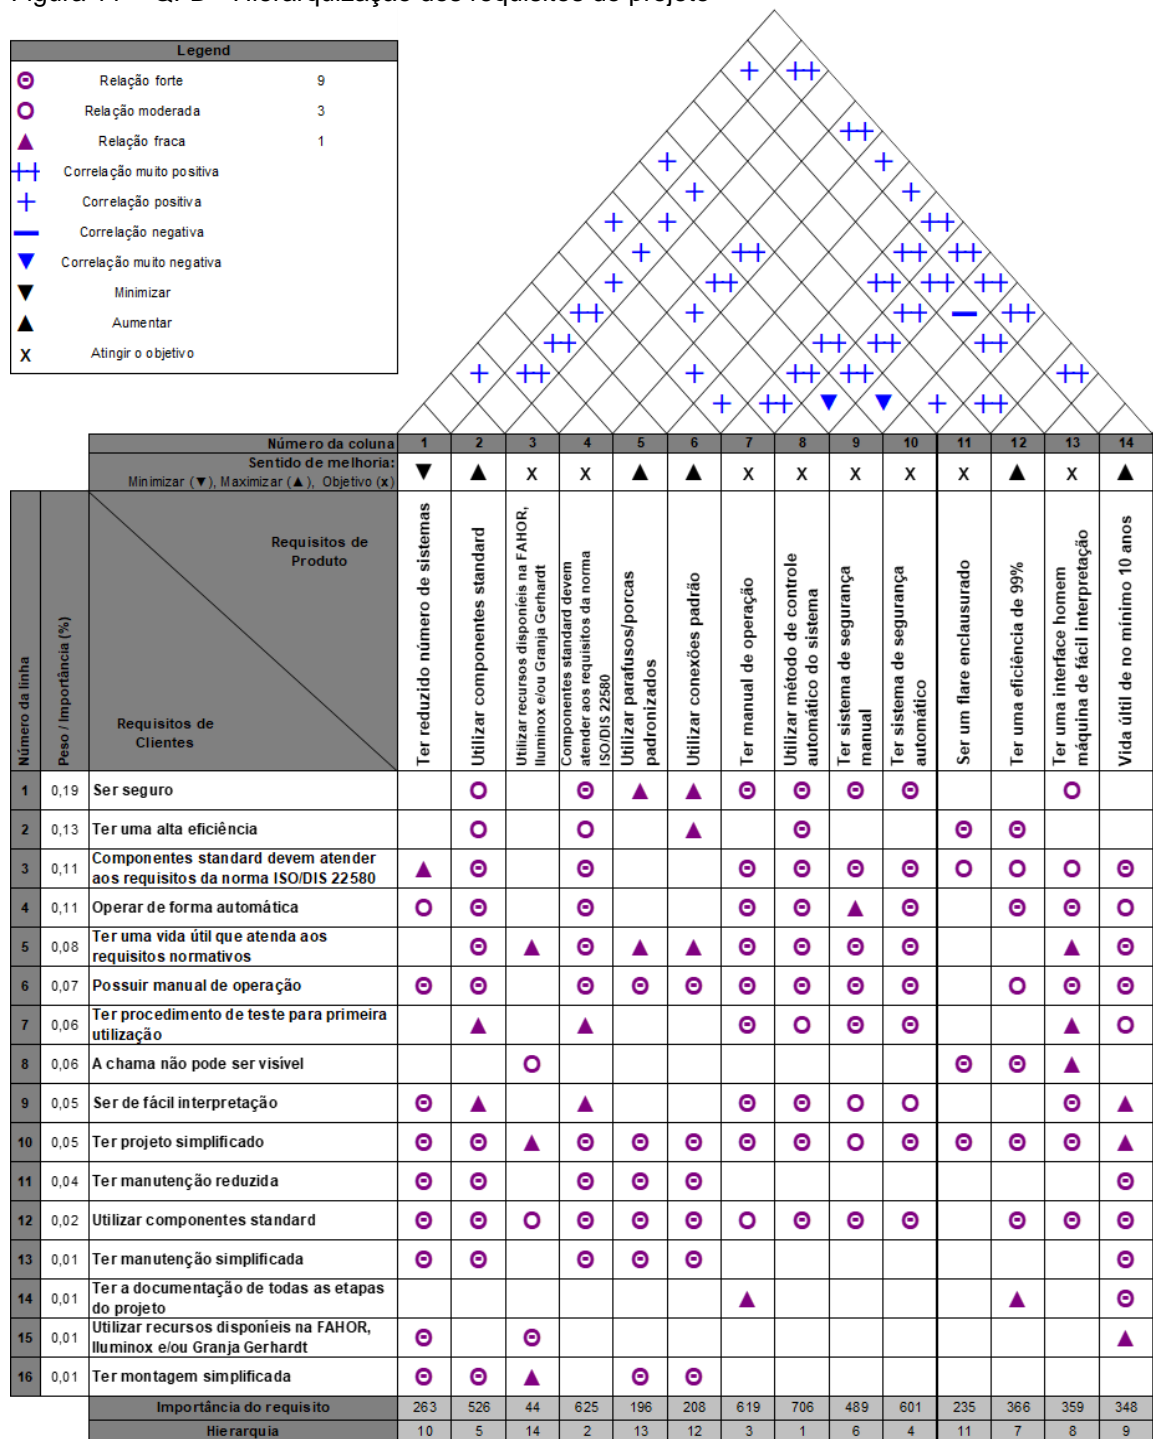 Legend
Relação forte 9
Relação moderada 3
Relação fraca 1
Correlação muito positiva
Correlação positiva
Correlação negativa
Correlação muito negativa
Minimizar
Aumentar
x Atingir o objetivo
Número da coluna 1 2 3 4 5 6 7 8 9 10 11 12 13 14
Sentido de melhoria:
Minimizar (▼), Maximizar (▲), Objetivo (x)
▼ ▲ x x ▲ ▲ x x x x x ▲ x ▲
Número da linha
Peso / Importância (%)
Requisitos de
Produto
Requisitos de
Clientes
Ter reduzido número de sistemas
Utilizar componentes standard
Utilizar recursos disponíeis na FAHOR,
Iluminox e/ou Granja Gerhardt
Componentes standard devem
atender aos requisitos da norma
ISO/DIS 22580
Utilizar parafusos/porcas
padronizados
Utilizar conexões padrão
Ter manual de operação
Utilizar método de controle
automático do sistema
Ter sistema de segurança
manual
Ter sistema de segurança
automático
Ser um flare enclausurado
Ter uma eficiência de 99%
Ter uma interface homem
máquina de fácil interpretação
Vida útil de no mínimo 10 anos
1 0,19 Ser seguro
2 0,13 Ter uma alta eficiência
3 0,11 Componentes standard devem atender
aos requisitos da norma ISO/DIS 22580
4 0,11 Operar de forma automática
5 0,08 Ter uma vida útil que atenda aos
requisitos normativos
6 0,07 Possuir manual de operação
7 0,06 Ter procedimento de teste para primeira
utilização
8 0,06 A chama não pode ser visível
9 0,05 Ser de fácil interpretação
10 0,05 Ter projeto simplificado
11 0,04 Ter manutenção reduzida
12 0,02 Utilizar componentes standard
13 0,01 Ter manutenção simplificada
14 0,01 Ter a documentação de todas as etapas
do projeto
15 0,01 Utilizar recursos disponíeis na FAHOR,
Iluminox e/ou Granja Gerhardt
16 0,01 Ter montagem simplificada
Importância do requisito 263 526 44 625 196 208 619 706 489 601 235 366 359 348
Hierarquia 10 5 14 2 13 12 3 1 6 4 11 7 8 9